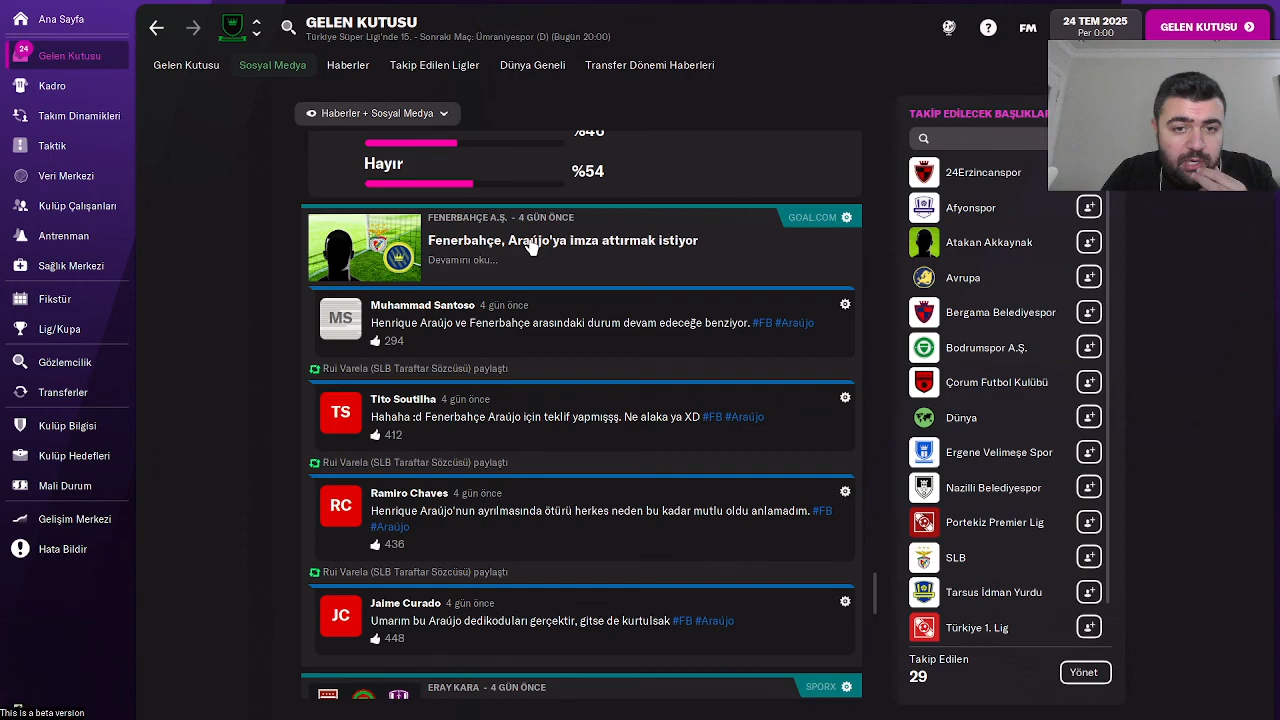 Ana Sayfa
24
Gelen Kutusu
Kadro
Takım Dinamikleri
Taktik
Veri Merkezi
Kulüp Çalışanları
Antrenman
Sağlık Merkezi
Fikstür
Lig/Kupa
Gözlemcilik
Transferler
Kulüp Bilgisi
Kulüp Hedefleri
Mali Durum
Gelişim Merkezi
Hata Bildir
This is a beta version
GELEN KUTUSU
Türkiye Süper Ligi'nde 15. - Sonraki Maç: Ümraniyespor (D) (Bugün 20:00)
FM
24 TEM 2025
Per 0:00
GELEN KUTUSU
Gelen Kutusu
Sosyal Medya
Haberler
Takip Edilen Ligler
Dünya Geneli
Transfer Dönemi Haberleri
Haberler + Sosyal Medya
%46
Hayır
%54
FENERBAHÇE A.Ş. - 4 GÜN ÖNCE
GOAL.COM
Fenerbahçe, Araújo'ya imza attırmak istiyor
Devamını oku...
MS
Muhammad Santoso 4 gün önce
Henrique Araújo ve Fenerbahçe arasındaki durum devam edeceğe benziyor. #FB #Araújo
294
Rui Varela (SLB Taraftar Sözcüsü) paylaştı
TS
Tito Soutilha 4 gün önce
Hahaha :d Fenerbahçe Araújo için teklif yapmışşş. Ne alaka ya XD #FB #Araújo
412
Rui Varela (SLB Taraftar Sözcüsü) paylaştı
RC
Ramiro Chaves 4 gün önce
Henrique Araújo'nun ayrılmasında ötürü herkes neden bu kadar mutlu oldu anlamadım. #FB
#Araújo
436
Rui Varela (SLB Taraftar Sözcüsü) paylaştı
JC
Jaime Curado 4 gün önce
Umarım bu Araújo dedikoduları gerçektir, gitse de kurtulsak #FB #Araújo
448
ERAY KARA - 4 GÜN ÖNCE
SPORX
TAKİP EDİLECEK BAŞLIKLAR
24Erzincanspor
Afyonspor
Atakan Akkaynak
Avrupa
Bergama Belediyespor
Bodrumspor A.Ş.
Çorum Futbol Kulübü
Dünya
Ergene Velimeşe Spor
Nazilli Belediyespor
Portekiz Premier Lig
SLB
Tarsus İdman Yurdu
Türkiye 1. Lig
Takip Edilen
29
Yönet